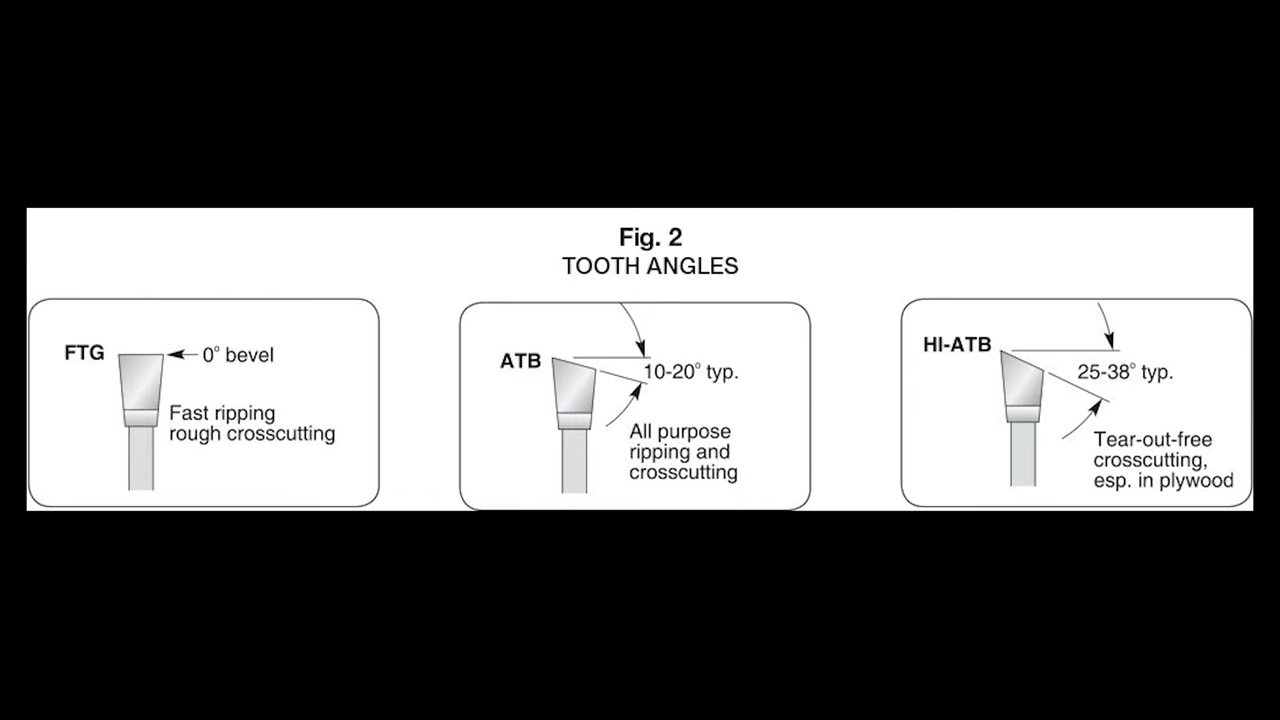 Fig. 2
TOOTH ANGLES
FTG
0° bevel
Fast ripping
rough crosscutting
ATB
10-20° typ.
All purpose
ripping and
crosscutting
HI-ATB
25-38° typ.
Tear-out-free
crosscutting,
esp. in plywood